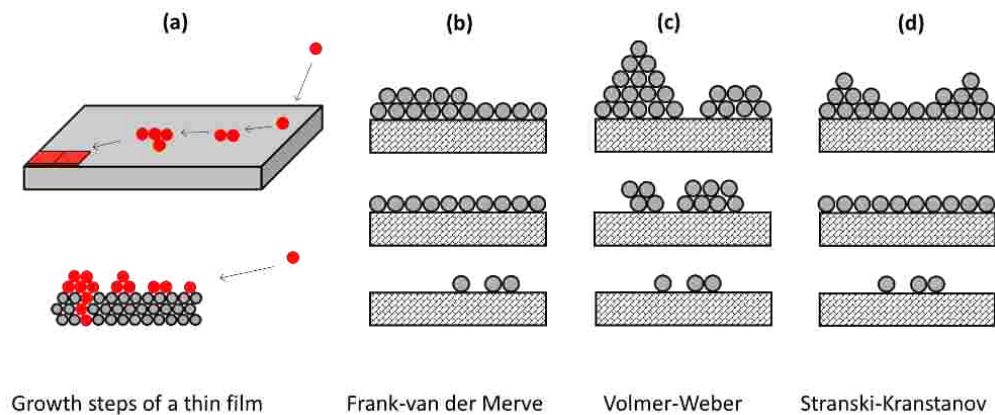 (a)
(b)
(c)
(d)
Growth steps of a thin film
Frank-van der Merve
Volmer-Weber
Stranski-Kranstanov